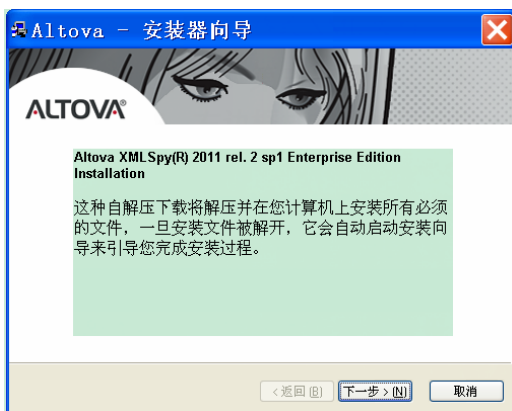 Altova - 安装器向导
ALTOVA®
Altova XMLSpy(R) 2011 rel. 2 sp1 Enterprise Edition
Installation
这种自解压下载将解压并在您计算机上安装所有必须
的文件，一旦安装文件被解开，它会自动启动安装向
导来引导您完成安装过程。
<返回(B) 下一步>(N) 取消